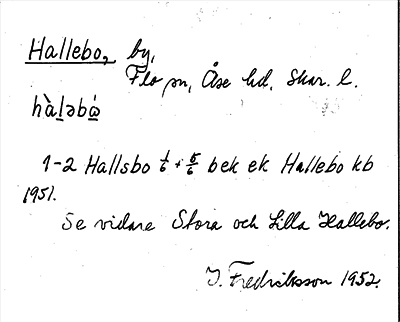 Hallebo, by,
Flo sn, Åse hd, Skar. l.
hàlǝbω
1-2 Hallsbo 1/6 + 5/6 bek ek Hallebo kb
1951.
Se vidare Stora och Lilla Hallebo.
I. Fredriksson 1952.